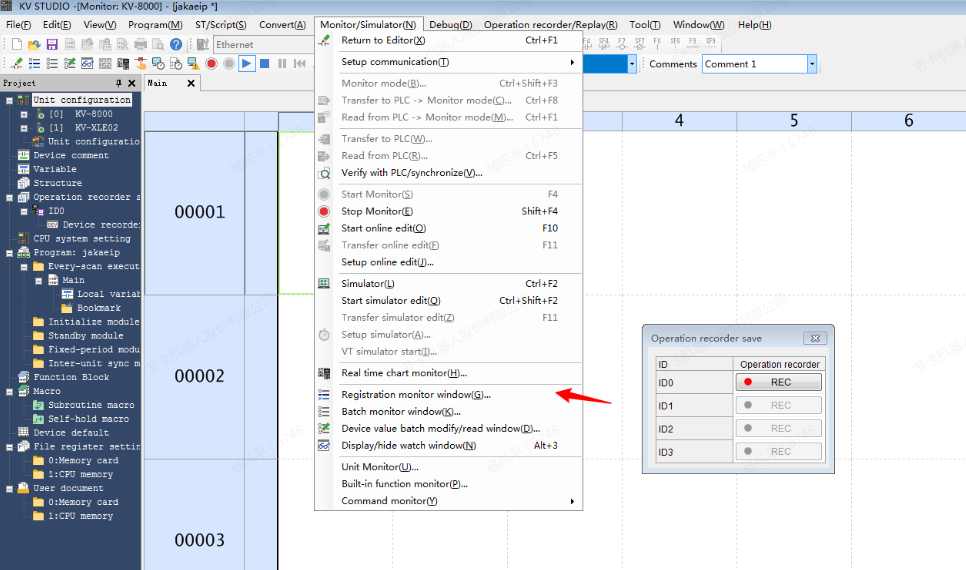 KV STUDIO -[Monitor: KV-8000] - [jakaeip *]
File(F) Edit(E) View(V) Program(M) ST/Script(S) Convert(A) Monitor/Simulator(N) Debug(D) Operation recorder/Replay(R) Tool(T) Window(W) Help(H)
Ethernet
Comments Comment 1
Project
Main
Unit configuration
[0] KV-8000
[1] KV-XLE02
Unit configuratio
Device comment
Variable
Structure
Operation recorder s
ID0
Device recorde
CPU system setting
Program: jakaeip
Every-scan execut
Main
Local variab
Bookmark
Initialize module
Standby module
Fixed-period modu
Inter-unit sync m
Function Block
Macro
Subroutine macro
Self-hold macro
Device default
File register settin
0:Memory card
1:CPU memory
User document
0:Memory card
1:CPU memory
Return to Editor(X) Ctrl+F1
Setup communication(T)
Monitor mode(B)... Ctrl+Shift+F3
Transfer to PLC -> Monitor mode(C)... Ctrl+F8
Read from PLC -> Monitor mode(M)... Ctrl+F1
Transfer to PLC(W)...
Read from PLC(R)... Ctrl+F5
Verify with PLC/synchronize(V)...
Start Monitor(S) F4
Stop Monitor(E) Shift+F4
Start online edit(O) F10
Transfer online edit(F) F11
Setup online edit(J)...
Simulator(L) Ctrl+F2
Start simulator edit(Q) Ctrl+Shift+F2
Transfer simulator edit(Z) F11
Setup simulator(A)...
VT simulator start(I)...
Real time chart monitor(H)...
Registration monitor window(G)...
Batch monitor window(K)...
Device value batch modify/read window(D)...
Display/hide watch window(N) Alt+3
Unit Monitor(U)...
Built-in function monitor(P)...
Command monitor(Y)
4 5 6
00001
00002
00003
Operation recorder save
ID Operation recorder
ID0 REC
ID1 REC
ID2 REC
ID3 REC